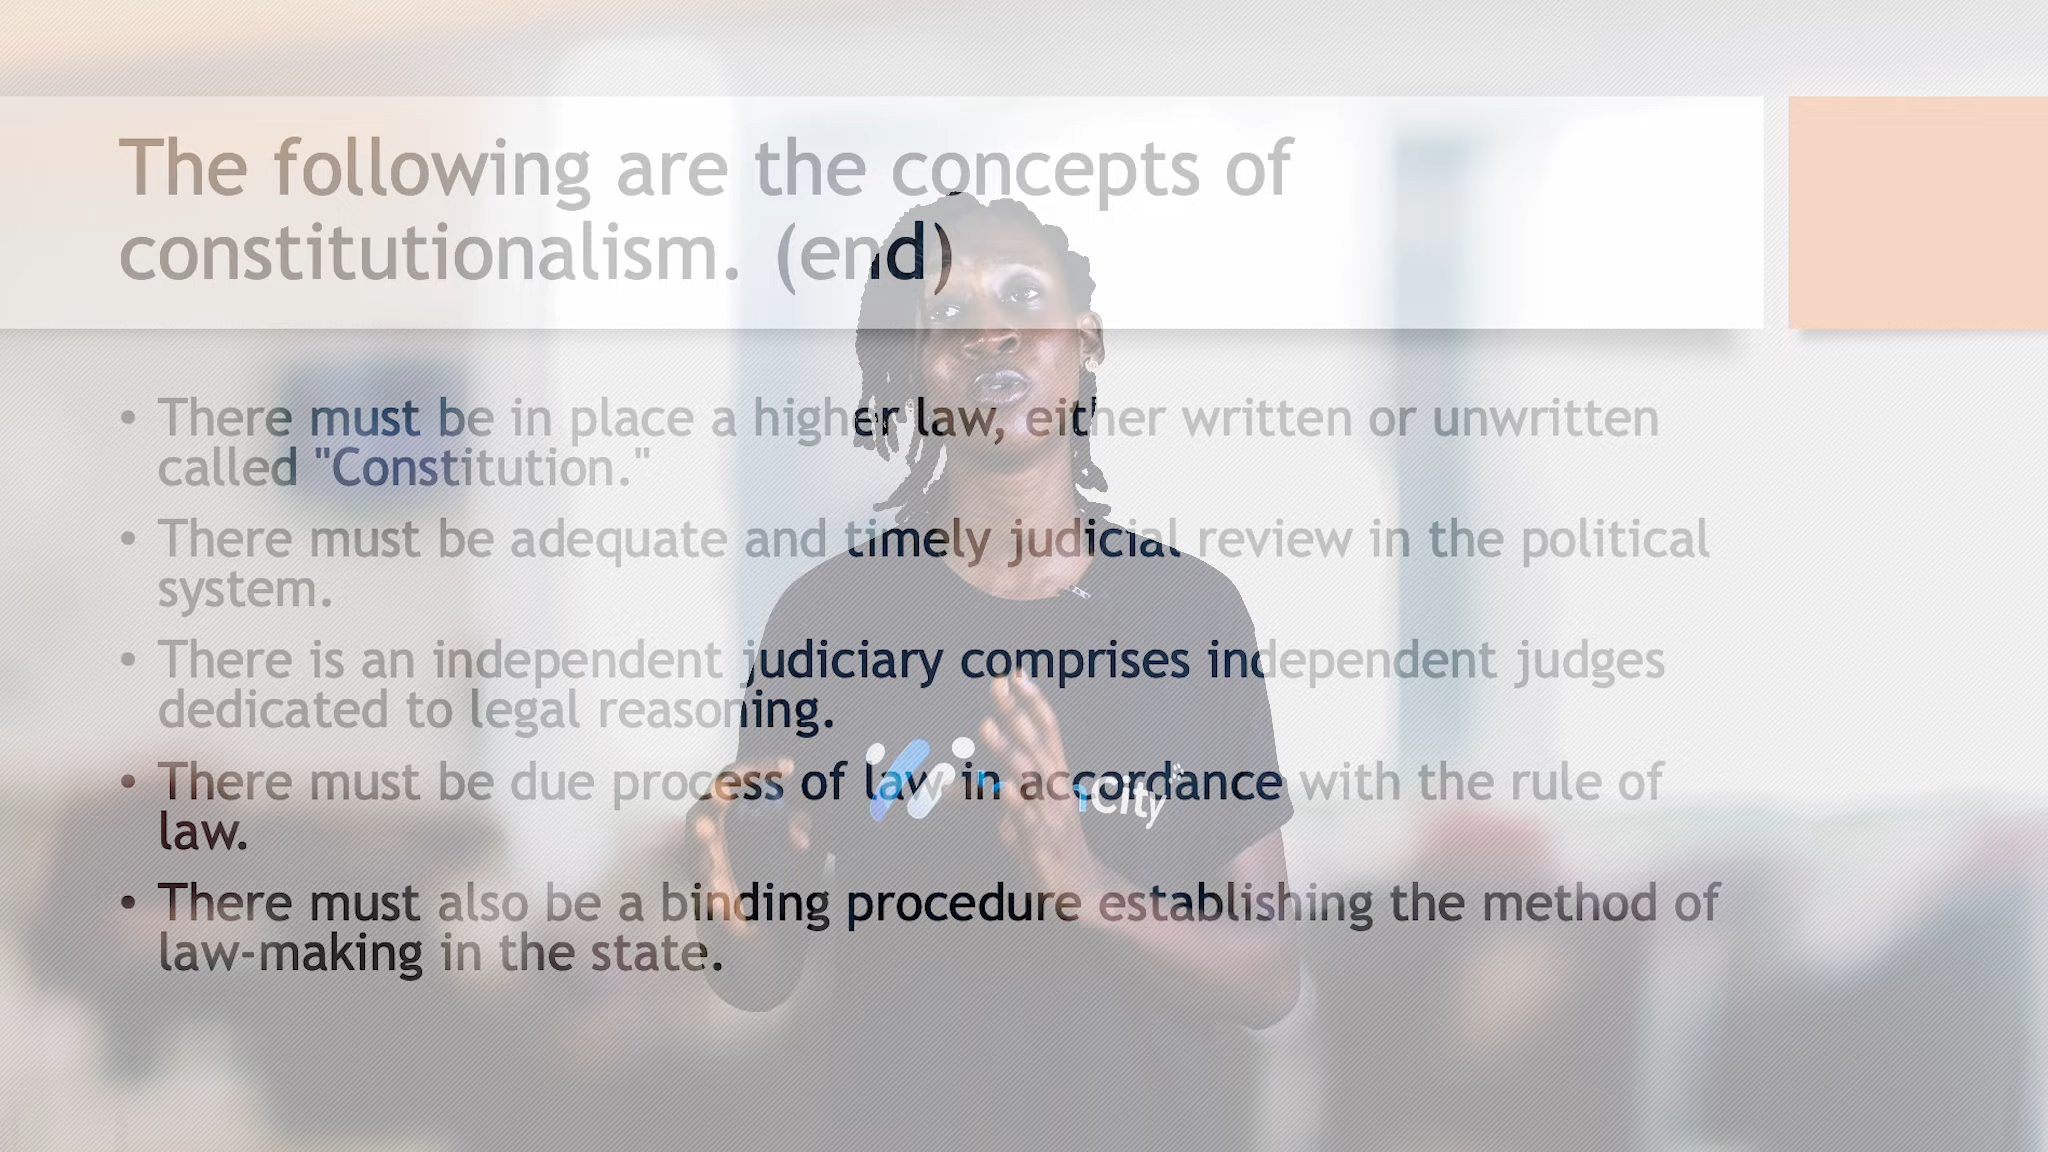 The following are the concepts of
constitutionalism. (end)
• There must be in place a higher law, either written or unwritten
called "Constitution."
• There must be adequate and timely judicial review in the political
system.
• There is an independent judiciary comprises independent judges
dedicated to legal reasoning.
• There must be due process of law in accordance with the rule of
law.
• There must also be a binding procedure establishing the method of
law-making in the state.
City